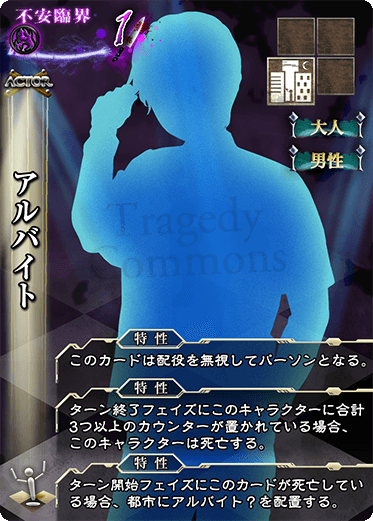 不安臨界
1
ACTOR
大人
男性
アルバイト
Tragedy
Commons
特性
このカードは配役を無視してパーソンとなる。
特性
ターン終了フェイズにこのキャラクターに合計
3つ以上のカウンターが置かれている場合、
このキャラクターは死亡する。
特性
ターン開始フェイズにこのカードが死亡してい
る場合、都市にアルバイト？を配置する。